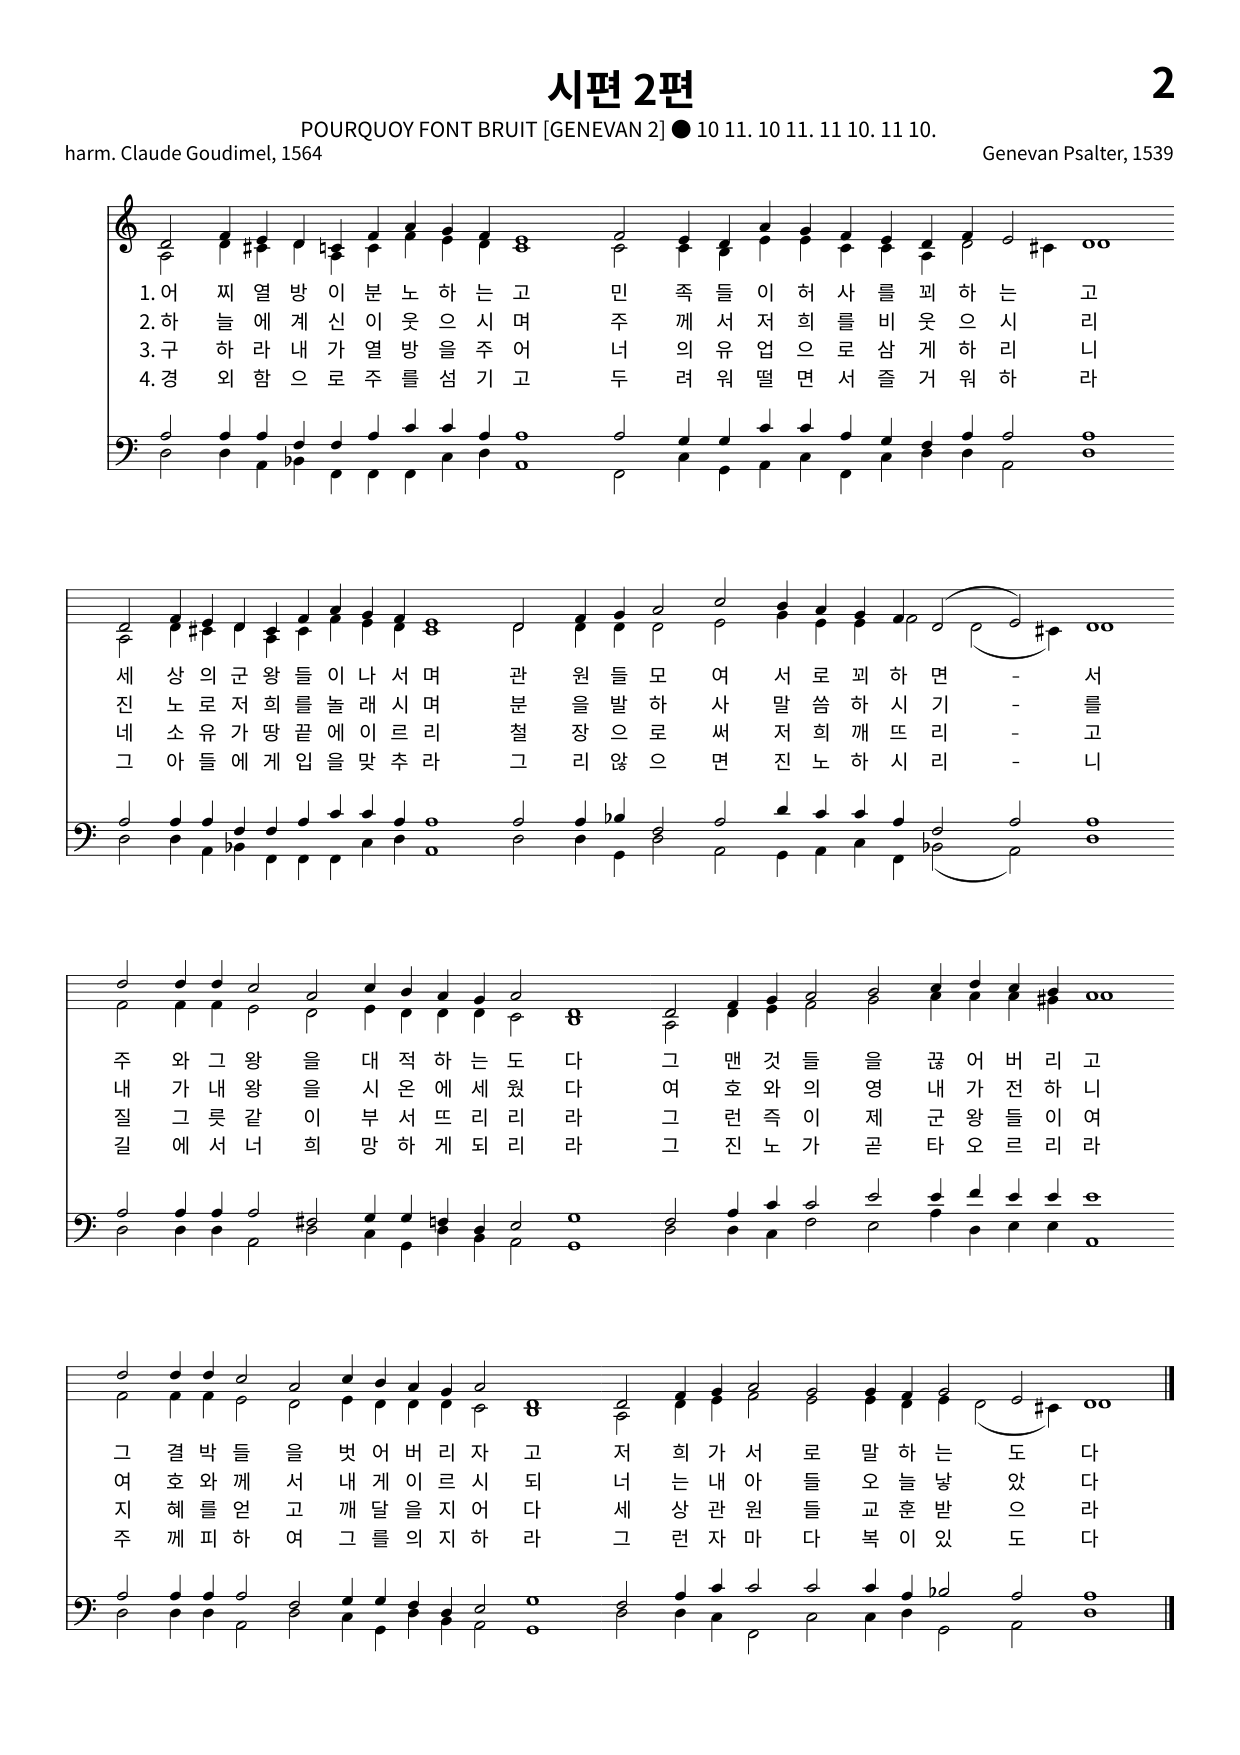 시편 2편
2
POURQUOY FONT BRUIT [GENEVAN 2] ● 10 11. 10 11. 11 10. 11 10.
harm. Claude Goudimel, 1564
Genevan Psalter, 1539
1. 어 찌 열 방 이 분 노 하 는 고 민 족 들 이 허 사 를 꾀 하 는 고
2. 하 늘 에 계 신 이 웃 으 시 며 주 께 서 저 희 를 비 웃 으 시 리
3. 구 하 라 내 가 열 방 을 주 어 너 의 유 업 으 로 삼 게 하 리 니
4. 경 외 함 으 로 주 를 섬 기 고 두 려 워 떨 면 서 즐 거 워 하 라
세 상 의 군 왕 들 이 나 서 며 관 원 들 모 여 서 로 꾀 하 면 - 서
진 노 로 저 희 를 놀 래 시 며 분 을 발 하 사 말 씀 하 시 기 - 를
네 소 유 가 땅 끝 에 이 르 리 철 장 으 로 써 저 희 깨 뜨 리 - 고
그 아 들 에 게 입 을 맞 추 라 그 리 않 으 면 진 노 하 시 리 - 니
주 와 그 왕 을 대 적 하 는 도 다 그 맨 것 들 을 끊 어 버 리 고
내 가 내 왕 을 시 온 에 세 웠 다 여 호 와 의 영 내 가 전 하 니
질 그 릇 같 이 부 서 뜨 리 리 라 그 런 즉 이 제 군 왕 들 이 여
길 에 서 너 희 망 하 게 되 리 라 그 진 노 가 곧 타 오 르 리 라
그 결 박 들 을 벗 어 버 리 자 고 저 희 가 서 로 말 하 는 도 다
여 호 와 께 서 내 게 이 르 시 되 너 는 내 아 들 오 늘 낳 았 다
지 혜 를 얻 고 깨 달 을 지 어 다 세 상 관 원 들 교 훈 받 으 라
주 께 피 하 여 그 를 의 지 하 라 그 런 자 마 다 복 이 있 도 다